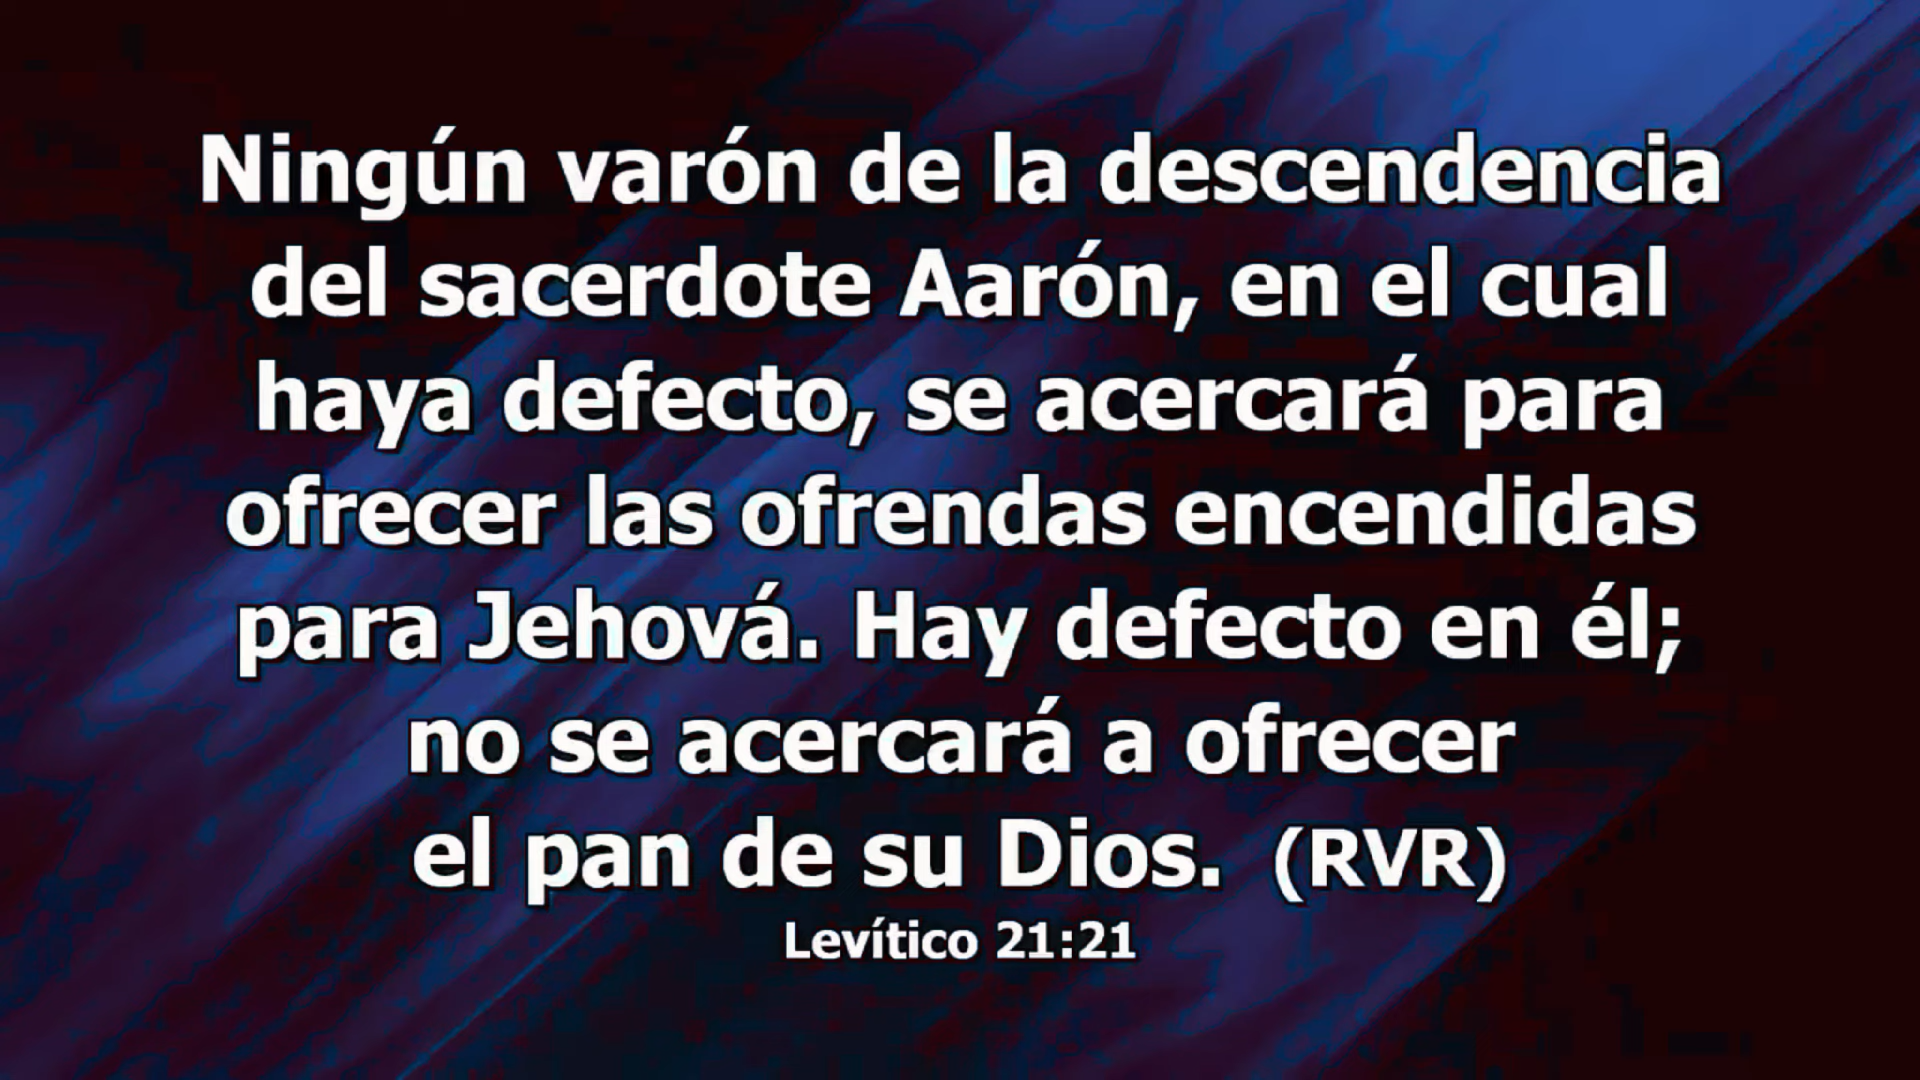 Ningún varón de la descendencia
del sacerdote Aarón, en el cual
haya defecto, se acercará para
ofrecer las ofrendas encendidas
para Jehová. Hay defecto en él;
no se acercará a ofrecer
el pan de su Dios. (RVR)
Levítico 21:21